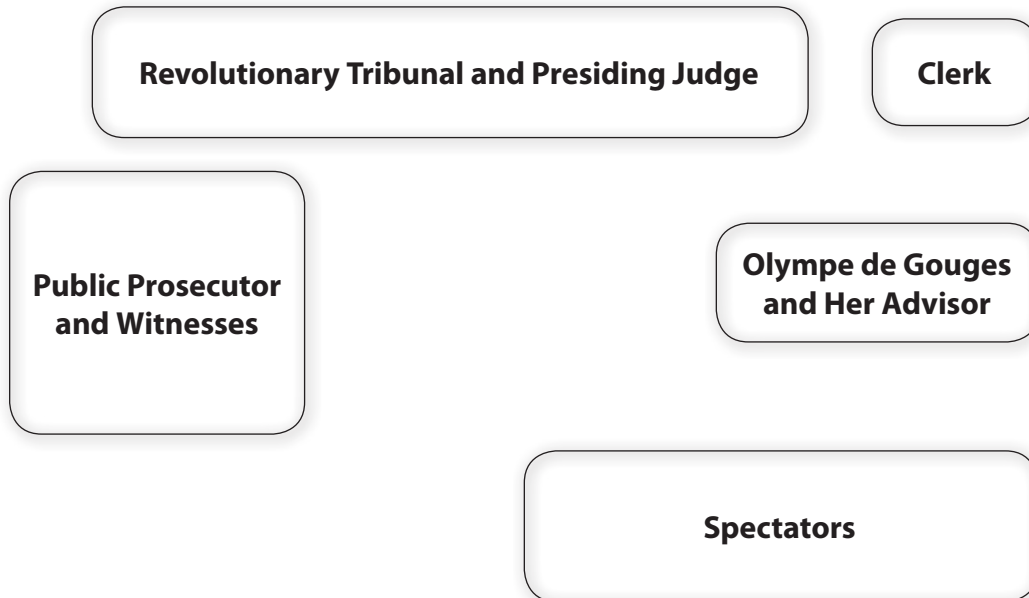 Revolutionary Tribunal and Presiding Judge
Clerk
Public Prosecutor
and Witnesses
Olympe de Gouges
and Her Advisor
Spectators